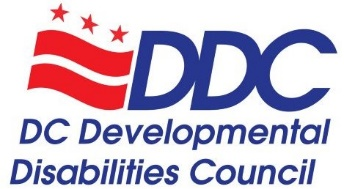 DDC
DC Developmental
Disabilities Council